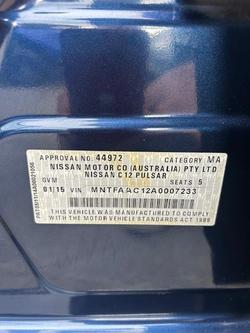 APPROVAL NO. 44972 CATEGORY MA
NISSAN MOTOR CO (AUSTRALIA) PTY LTD
NISSAN C12 PULSAR
SEATS 5
01/15 VIN MNTFAAC12A0007233
THIS VEHICLE WAS MANUFACTURED TO COMPLY WITH
THE MOTOR VEHICLE STANDARDS ACT 1989